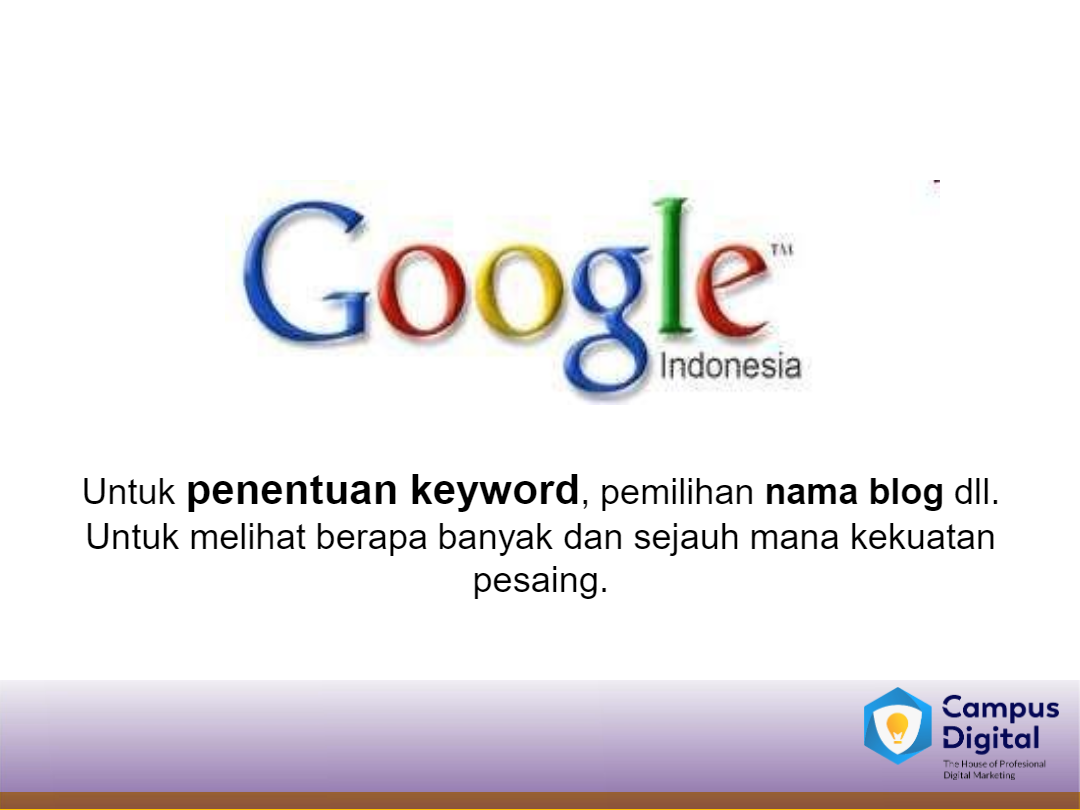 Google™
Indonesia
Untuk penentuan keyword, pemilihan nama blog dll.
Untuk melihat berapa banyak dan sejauh mana kekuatan
pesaing.
Campus
Digital
The House of Profesional
Digital Marketing